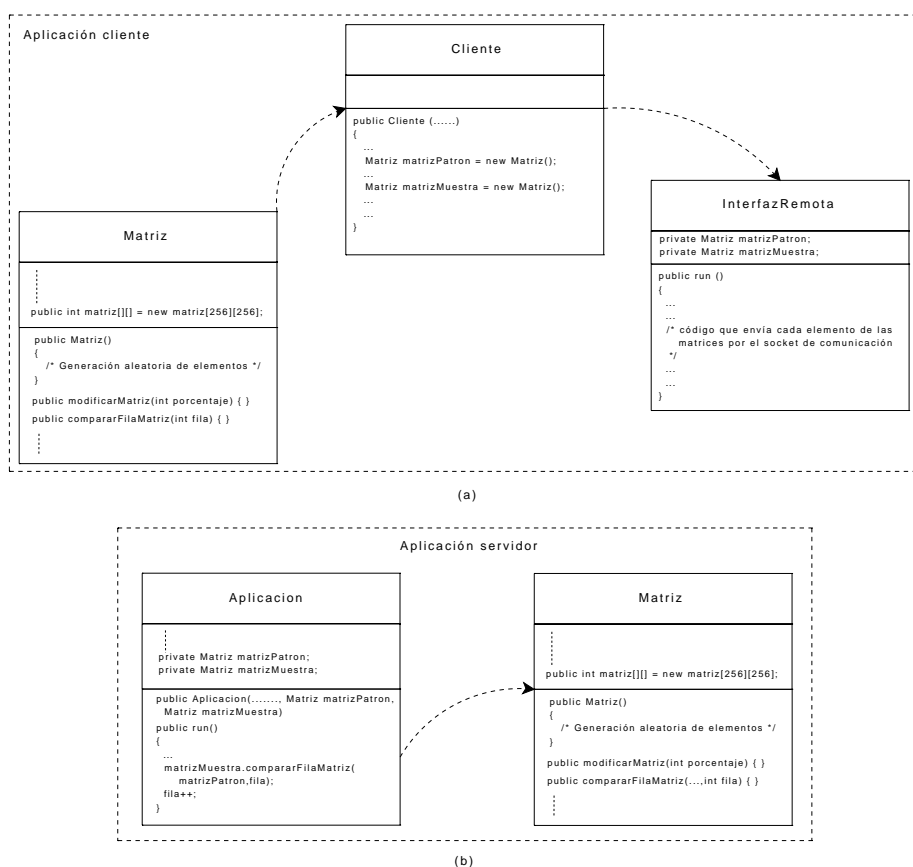 Aplicación cliente
Cliente
public Cliente (......)
{
...
Matriz matrizPatron = new Matriz();
...
Matriz matrizMuestra = new Matriz();
...
...
}
Matriz
public int matriz[][] = new matriz[256][256];
public Matriz()
{
/* Generación aleatoria de elementos */
}
public modificarMatriz(int porcentaje) { }
public compararFilaMatriz(int fila) { }
InterfazRemota
private Matriz matrizPatron;
private Matriz matrizMuestra;
public run ()
{
...
...
/* código que envía cada elemento de las
matrices por el socket de comunicación
*/
...
...
}
(a)
Aplicación servidor
Aplicacion
private Matriz matrizPatron;
private Matriz matrizMuestra;
public Aplicacion(......., Matriz matrizPatron,
Matriz matrizMuestra)
public run()
{
...
matrizMuestra.compararFilaMatriz(
matrizPatron,fila);
fila++;
}
Matriz
public int matriz[][] = new matriz[256][256];
public Matriz()
{
/* Generación aleatoria de elementos */
}
public modificarMatriz(int porcentaje) { }
public compararFilaMatriz(...,int fila) { }
(b)